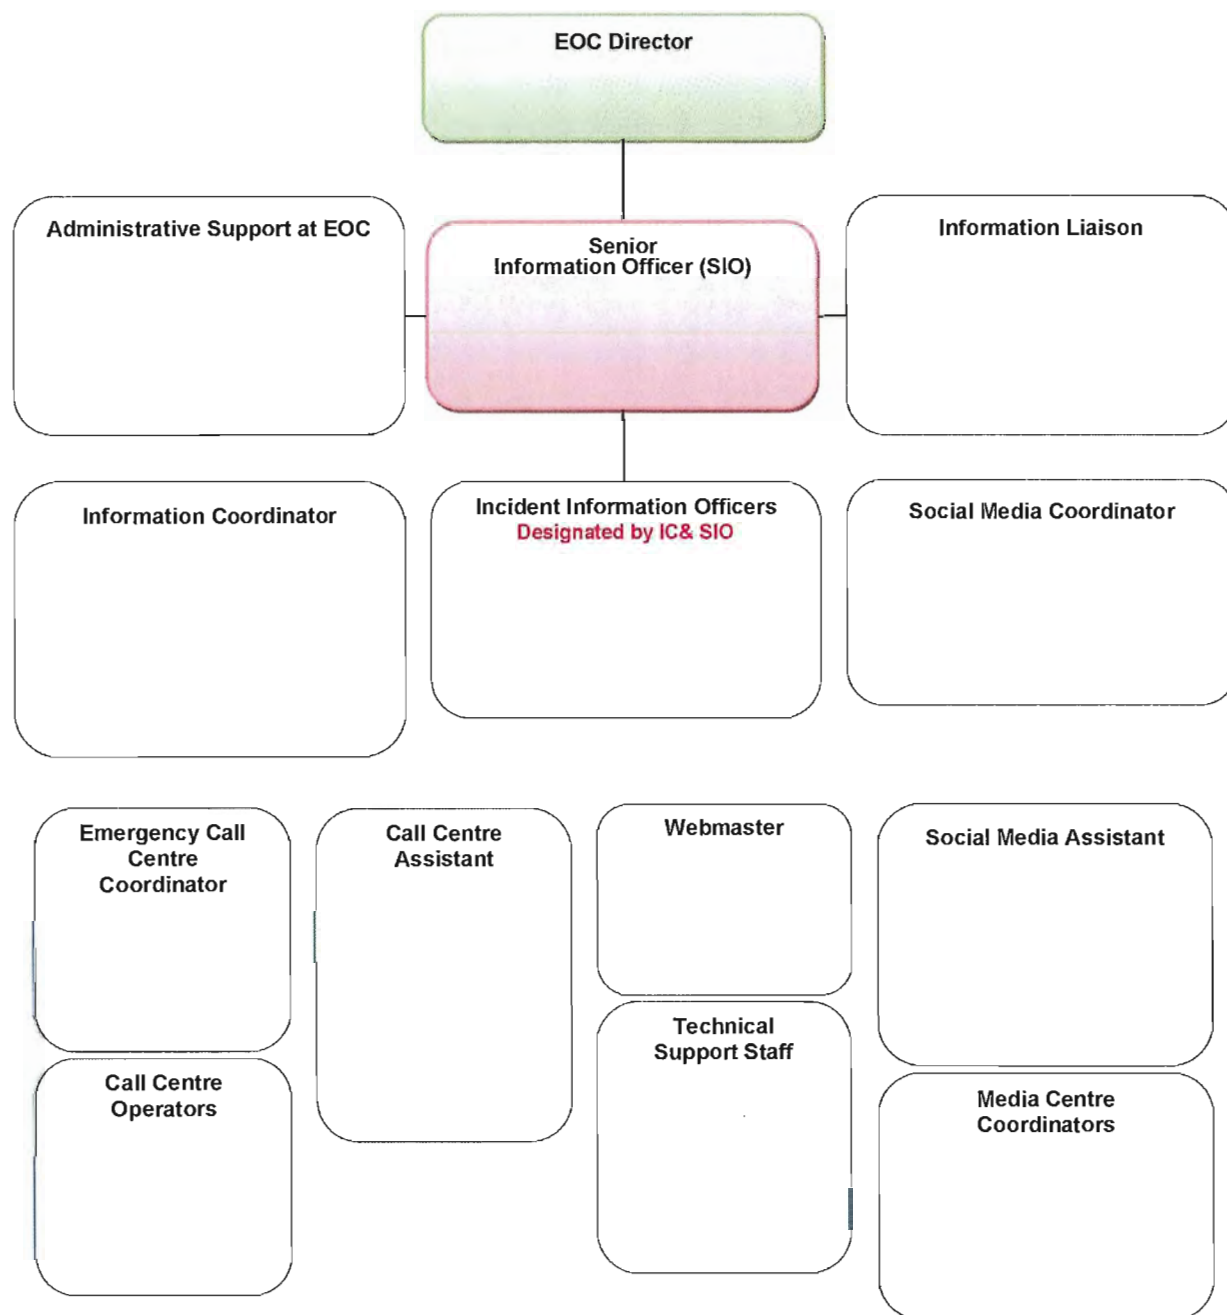 EOC Director
Administrative Support at EOC
Senior
Information Officer (SIO)
Information Liaison
Information Coordinator
Incident Information Officers
Designated by IC& SIO
Social Media Coordinator
Emergency Call
Centre
Coordinator
Call Centre
Assistant
Webmaster
Social Media Assistant
Call Centre
Operators
Technical
Support Staff
Media Centre
Coordinators